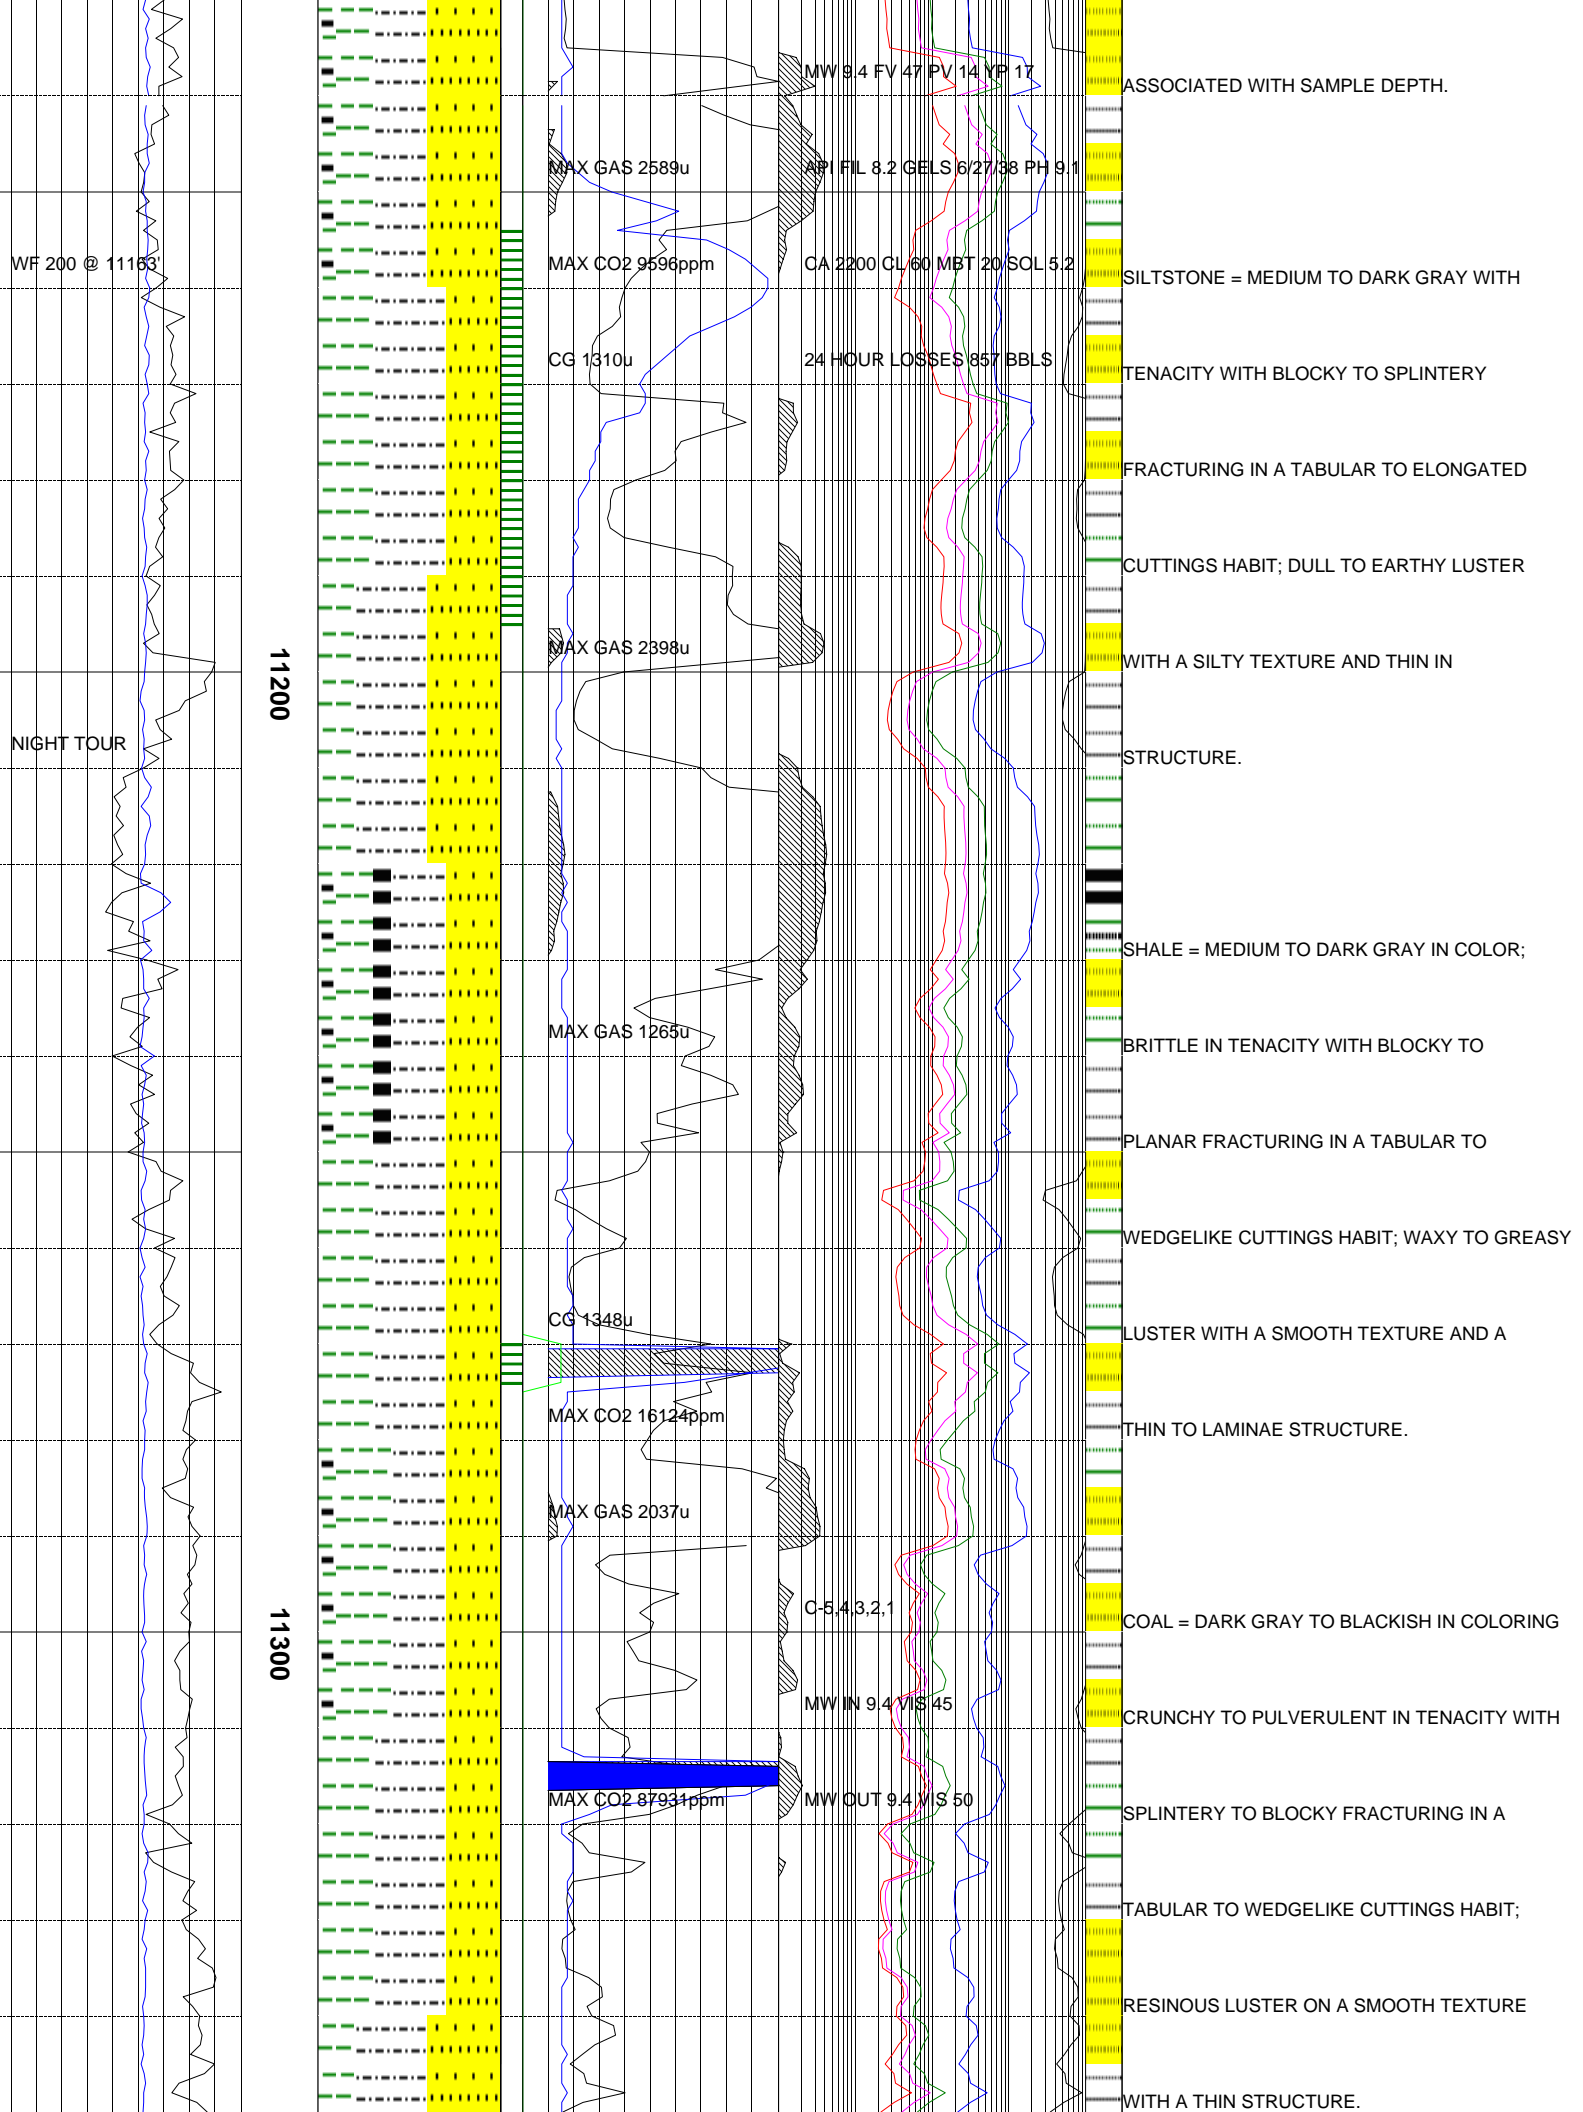 MW 9.4 FV 47 PV 14 YP 17
ASSOCIATED WITH SAMPLE DEPTH.
MAX GAS 2589u
API FIL 8.2 GELS 6/27/38 PH 9.1
WF 200 @ 11163'
MAX CO2 9596ppm
CA 2200 CL 60 MBT 20 SOL 5.2
SILTSTONE = MEDIUM TO DARK GRAY WITH
CG 1310u
24 HOUR LOSSES 857 BBLS
TENACITY WITH BLOCKY TO SPLINTERY
FRACTURING IN A TABULAR TO ELONGATED
CUTTINGS HABIT; DULL TO EARTHY LUSTER
MAX GAS 2398u
WITH A SILTY TEXTURE AND THIN IN
11200
NIGHT TOUR
STRUCTURE.
SHALE = MEDIUM TO DARK GRAY IN COLOR;
MAX GAS 1265u
BRITTLE IN TENACITY WITH BLOCKY TO
PLANAR FRACTURING IN A TABULAR TO
WEDGELIKE CUTTINGS HABIT; WAXY TO GREASY
CG 1348u
LUSTER WITH A SMOOTH TEXTURE AND A
MAX CO2 16124ppm
THIN TO LAMINAE STRUCTURE.
MAX GAS 2037u
C-5,4,3,2,1
COAL = DARK GRAY TO BLACKISH IN COLORING
11300
MW IN 9.4 VIS 45
CRUNCHY TO PULVERULENT IN TENACITY WITH
MAX CO2 87931ppm
MW OUT 9.4 VIS 50
SPLINTERY TO BLOCKY FRACTURING IN A
TABULAR TO WEDGELIKE CUTTINGS HABIT;
RESINOUS LUSTER ON A SMOOTH TEXTURE
WITH A THIN STRUCTURE.